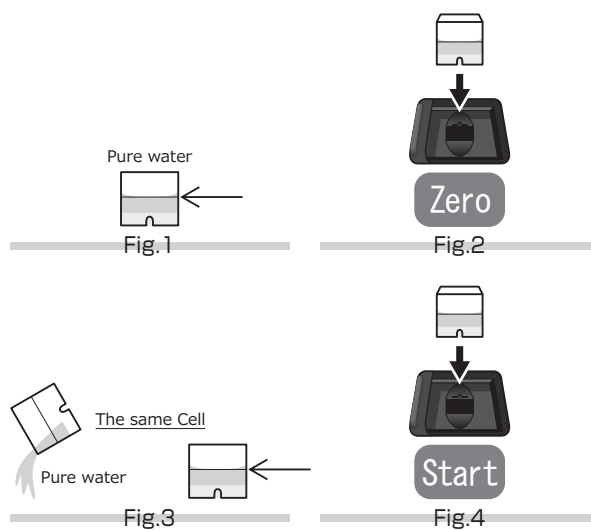 Pure water
Fig.1
Zero
Fig.2
The same Cell
Pure water
Fig.3
Start
Fig.4